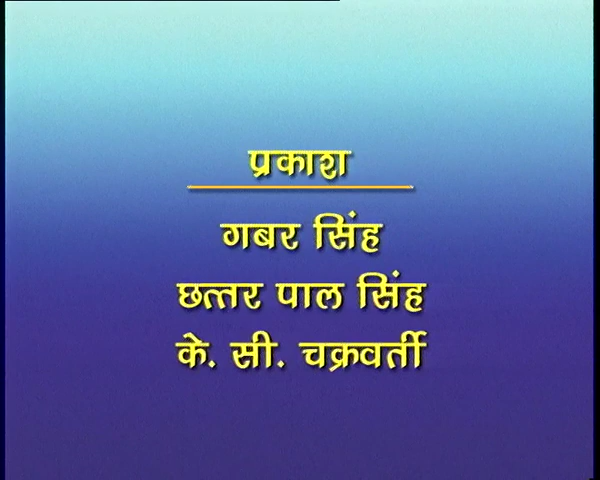 प्रकाश
गबर सिंह
छत्तर पाल सिंह
के. सी. चक्रवर्ती